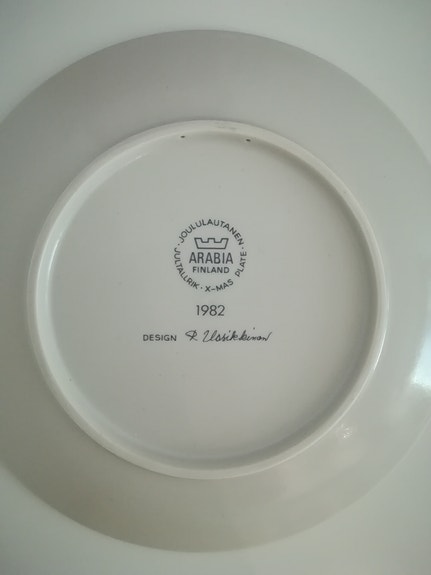 JOULULAUTANEN · JULTALLRIK · X-MAS PLATE ·
ARABIA
FINLAND
1982
DESIGN R. Uosikkinen